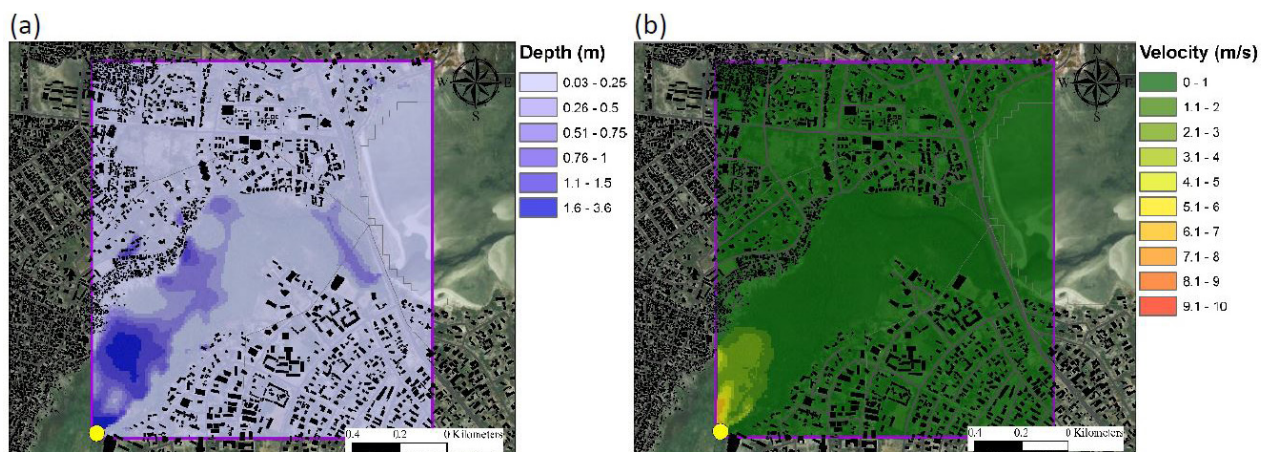 (a)
Depth (m)
0.03 - 0.25
0.26 - 0.5
0.51 - 0.75
0.76 - 1
1.1 - 1.5
1.6 - 3.6
N
W
E
S
0.4
0.2
0 Kilometers
(b)
Velocity (m/s)
0 - 1
1.1 - 2
2.1 - 3
3.1 - 4
4.1 - 5
5.1 - 6
6.1 - 7
7.1 - 8
8.1 - 9
9.1 - 10
N
W
E
S
0.4
0.2
0 Kilometers